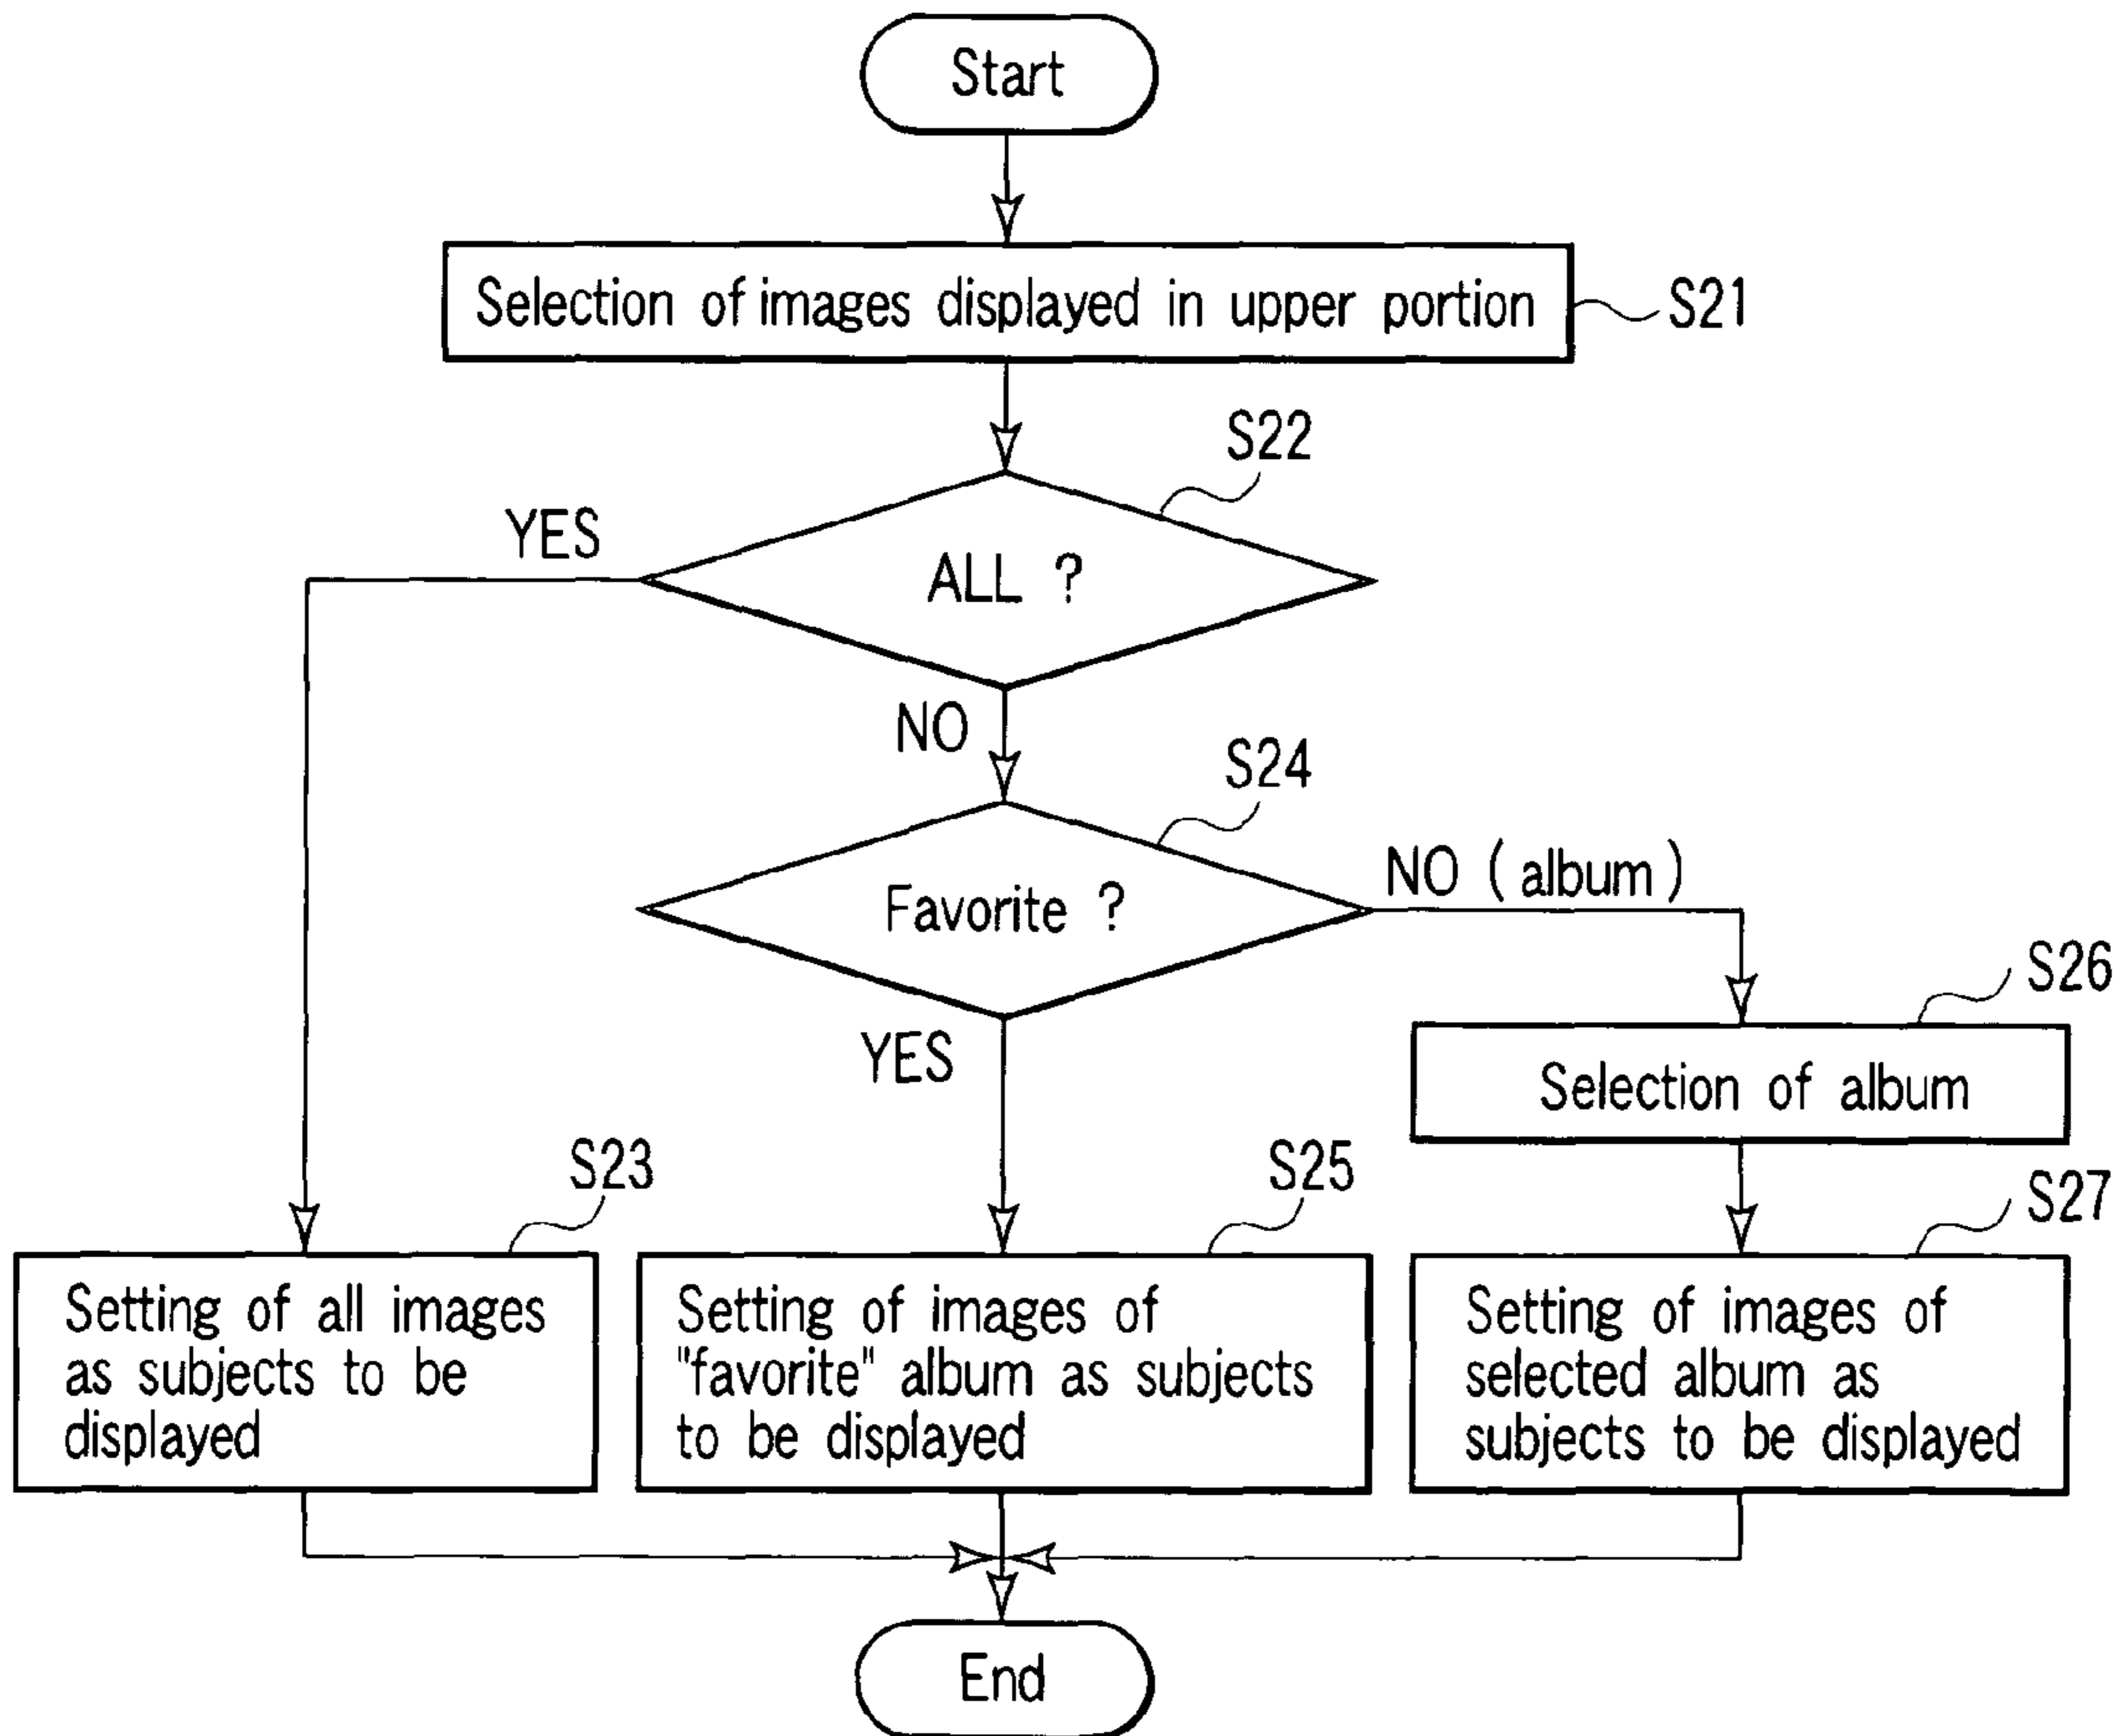 Start
Selection of images displayed in upper portion
S21
S22
YES
ALL ?
NO
S24
Favorite ?
NO (album)
S26
YES
Selection of album
S23
S25
S27
Setting of all images
as subjects to be
displayed
Setting of images of
"favorite" album as subjects
to be displayed
Setting of images of
selected album as
subjects to be displayed
End